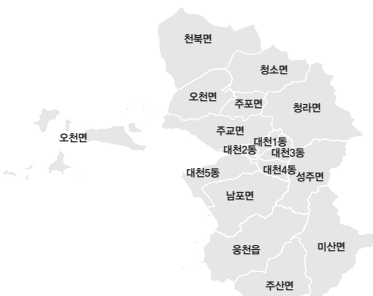 천북면
청소면
오천면
주포면
청라면
주교면
오천면
대천1동
대천2동
대천3동
대천4동
대천5동
성주면
남포면
웅천읍
미산면
주산면